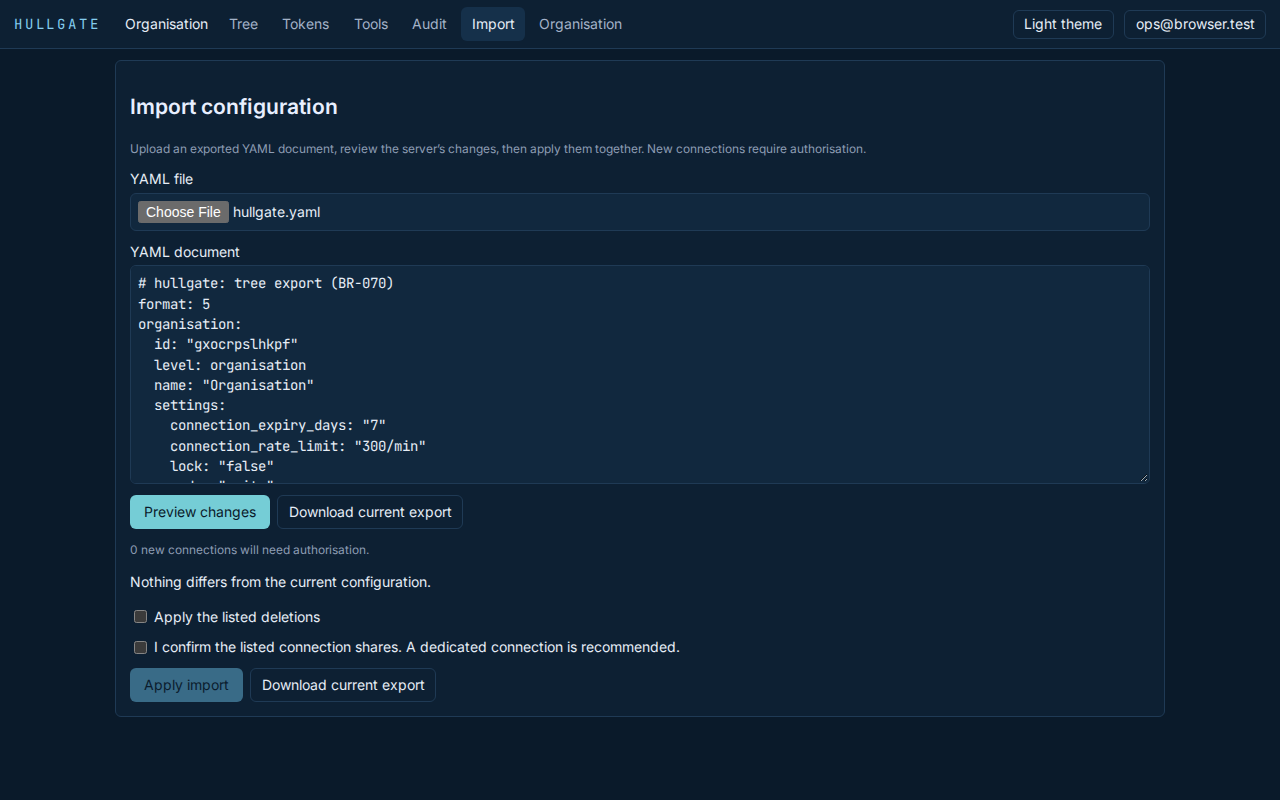 HULLGATE Organisation Tree Tokens Tools Audit Import Organisation Light theme ops@browser.test
Import configuration
Upload an exported YAML document, review the server’s changes, then apply them together. New connections require authorisation.
YAML file
Choose File hullgate.yaml
YAML document
# hullgate: tree export (BR-070)
format: 5
organisation:
  id: "gxocrpslhkpf"
  level: organisation
  name: "Organisation"
  settings:
    connection_expiry_days: "7"
    connection_rate_limit: "300/min"
    lock: "false"
Preview changes Download current export
0 new connections will need authorisation.
Nothing differs from the current configuration.
Apply the listed deletions
I confirm the listed connection shares. A dedicated connection is recommended.
Apply import Download current export